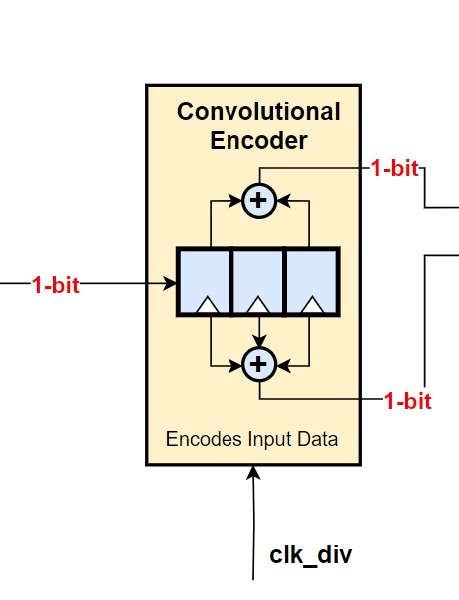 Convolutional
Encoder
1-bit
+
1-bit
+
1-bit
Encodes Input Data
clk_div